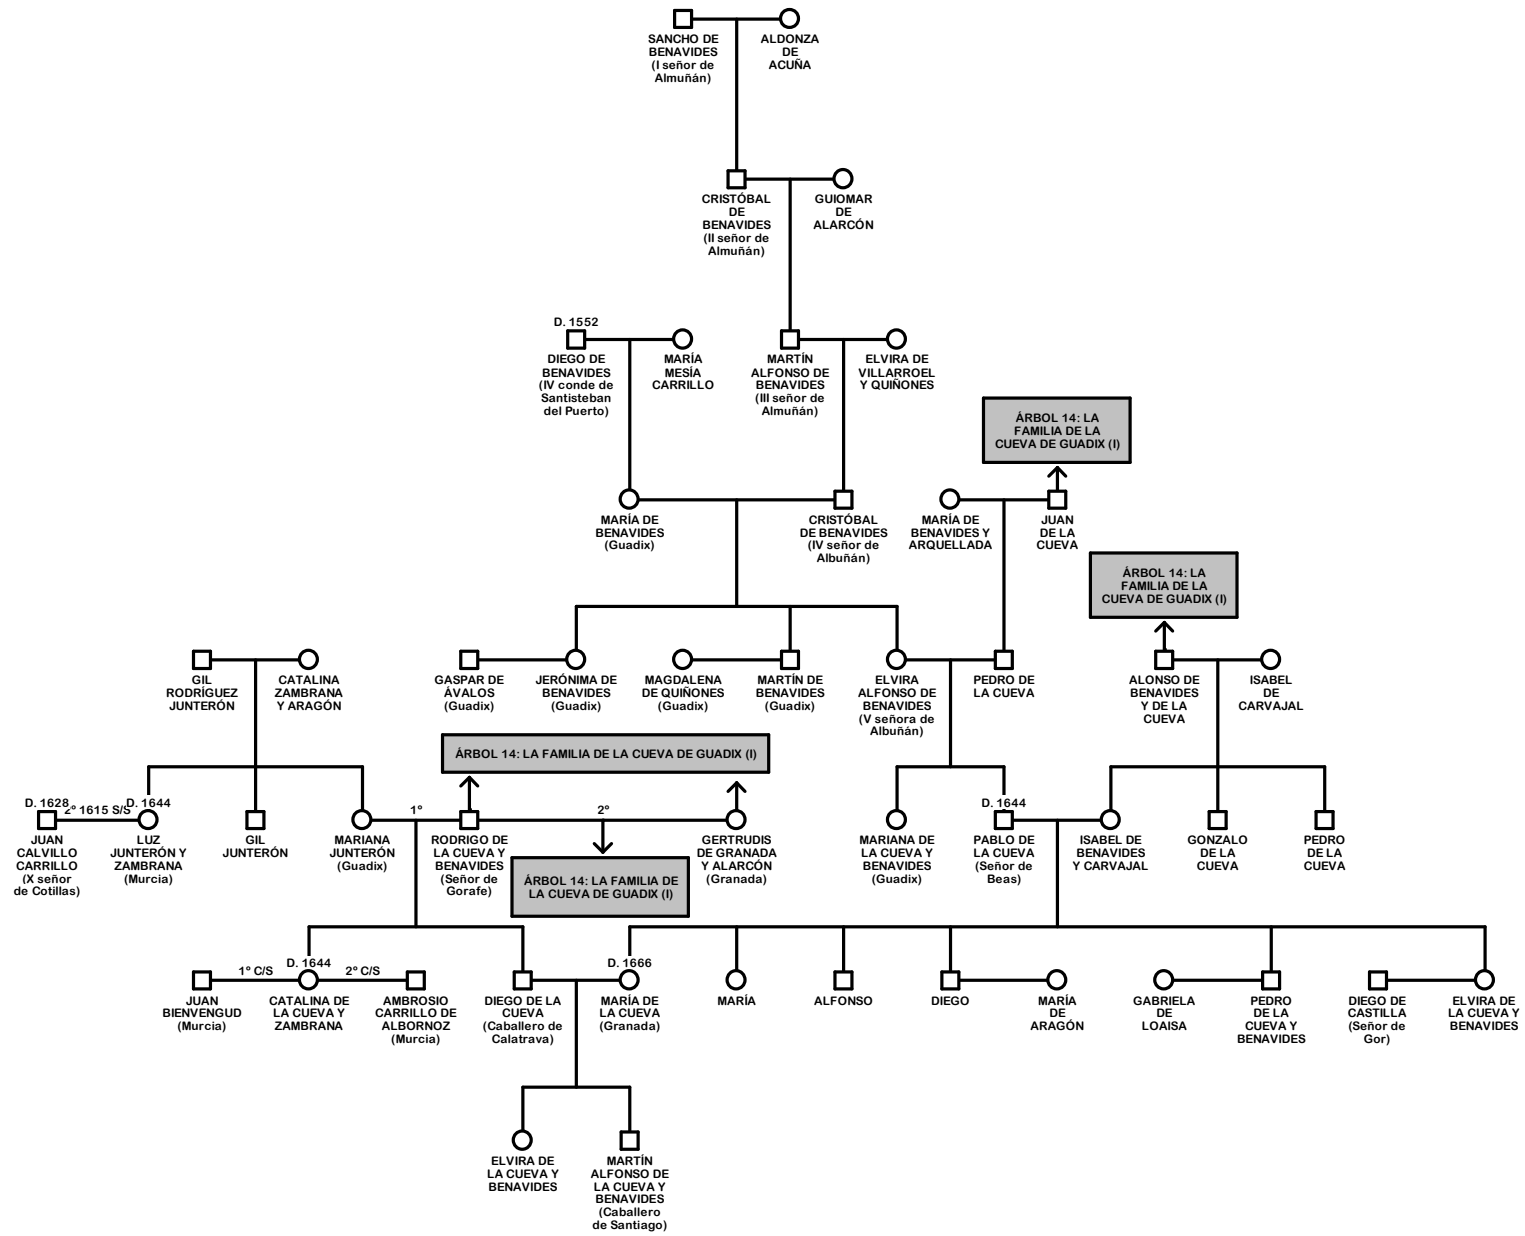 SANCHO DE
BENAVIDES
(I señor de
Almuñán)
ALDONZA
DE
ACUÑA
CRISTÓBAL
DE
BENAVIDES
(II señor de
Almuñán)
GUIOMAR
DE
ALARCÓN
D. 1552
DIEGO DE
BENAVIDES
(IV conde de
Santisteban
del Puerto)
MARÍA
MESÍA
CARRILLO
MARTÍN
ALFONSO DE
BENAVIDES
(III señor de
Almuñán)
ELVIRA DE
VILLARROEL
Y QUIÑONES
ÁRBOL 14: LA
FAMILIA DE LA
CUEVA DE GUADIX (I)
MARÍA DE
BENAVIDES
(Guadix)
CRISTÓBAL
DE BENAVIDES
(IV señor de
Albuñán)
MARÍA DE
BENAVIDES Y
ARQUELLADA
JUAN
DE LA
CUEVA
ÁRBOL 14: LA
FAMILIA DE LA
CUEVA DE GUADIX (I)
GIL
RODRÍGUEZ
JUNTERÓN
CATALINA
ZAMBRANA
Y ARAGÓN
GASPAR DE
ÁVALOS
(Guadix)
JERÓNIMA DE
BENAVIDES
(Guadix)
MAGDALENA
DE QUIÑONES
(Guadix)
MARTÍN DE
BENAVIDES
(Guadix)
ELVIRA
ALFONSO DE
BENAVIDES
(V señora de
Albuñán)
PEDRO DE
LA CUEVA
ALONSO DE
BENAVIDES
Y DE LA
CUEVA
ISABEL
DE
CARVAJAL
ÁRBOL 14: LA FAMILIA DE LA CUEVA DE GUADIX (I)
D. 1628
2º 1615 S/S
D. 1644
1º
2º
D. 1644
JUAN
CALVILLO
CARRILLO
(X señor
de Cotillas)
LUZ
JUNTERÓN Y
ZAMBRANA
(Murcia)
GIL
JUNTERÓN
MARIANA
JUNTERÓN
(Guadix)
RODRIGO DE
LA CUEVA Y
BENAVIDES
(Señor de
Gorafe)
ÁRBOL 14: LA FAMILIA DE
LA CUEVA DE GUADIX (I)
GERTRUDIS
DE GRANADA
Y ALARCÓN
(Granada)
MARIANA DE
LA CUEVA Y
BENAVIDES
(Guadix)
PABLO DE
LA CUEVA
(Señor de
Beas)
ISABEL DE
BENAVIDES
Y CARVAJAL
GONZALO
DE LA
CUEVA
PEDRO
DE LA
CUEVA
1º C/S
D. 1644
2º C/S
D. 1666
JUAN
BIENVENGUD
(Murcia)
CATALINA DE
LA CUEVA Y
ZAMBRANA
AMBROSIO
CARRILLO DE
ALBORNOZ
(Murcia)
DIEGO DE LA
CUEVA
(Caballero de
Calatrava)
MARÍA DE
LA CUEVA
(Granada)
MARÍA
ALFONSO
DIEGO
MARÍA
DE
ARAGÓN
GABRIELA
DE
LOAISA
PEDRO
DE LA
CUEVA Y
BENAVIDES
DIEGO DE
CASTILLA
(Señor de
Gor)
ELVIRA DE
LA CUEVA Y
BENAVIDES
ELVIRA DE
LA CUEVA Y
BENAVIDES
MARTÍN
ALFONSO DE
LA CUEVA Y
BENAVIDES
(Caballero
de Santiago)